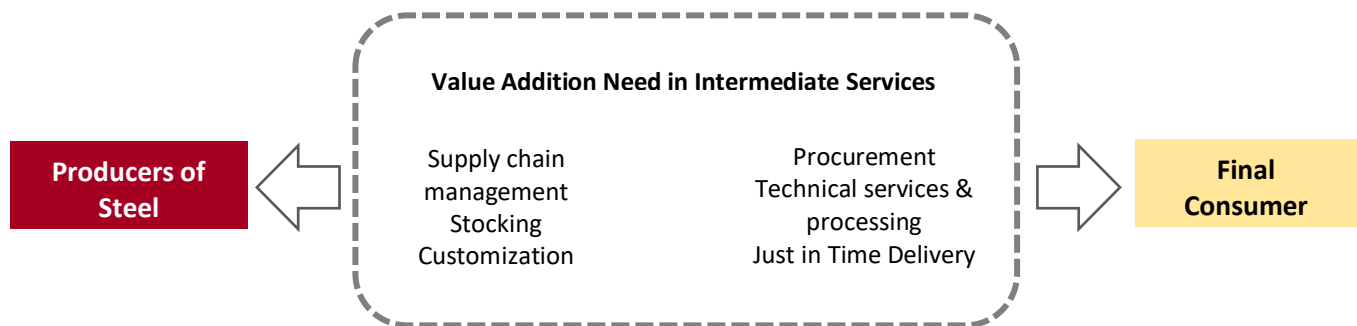 Value Addition Need in Intermediate Services
Producers of
Steel
Supply chain
management
Stocking
Customization
Procurement
Technical services &
processing
Just in Time Delivery
Final
Consumer